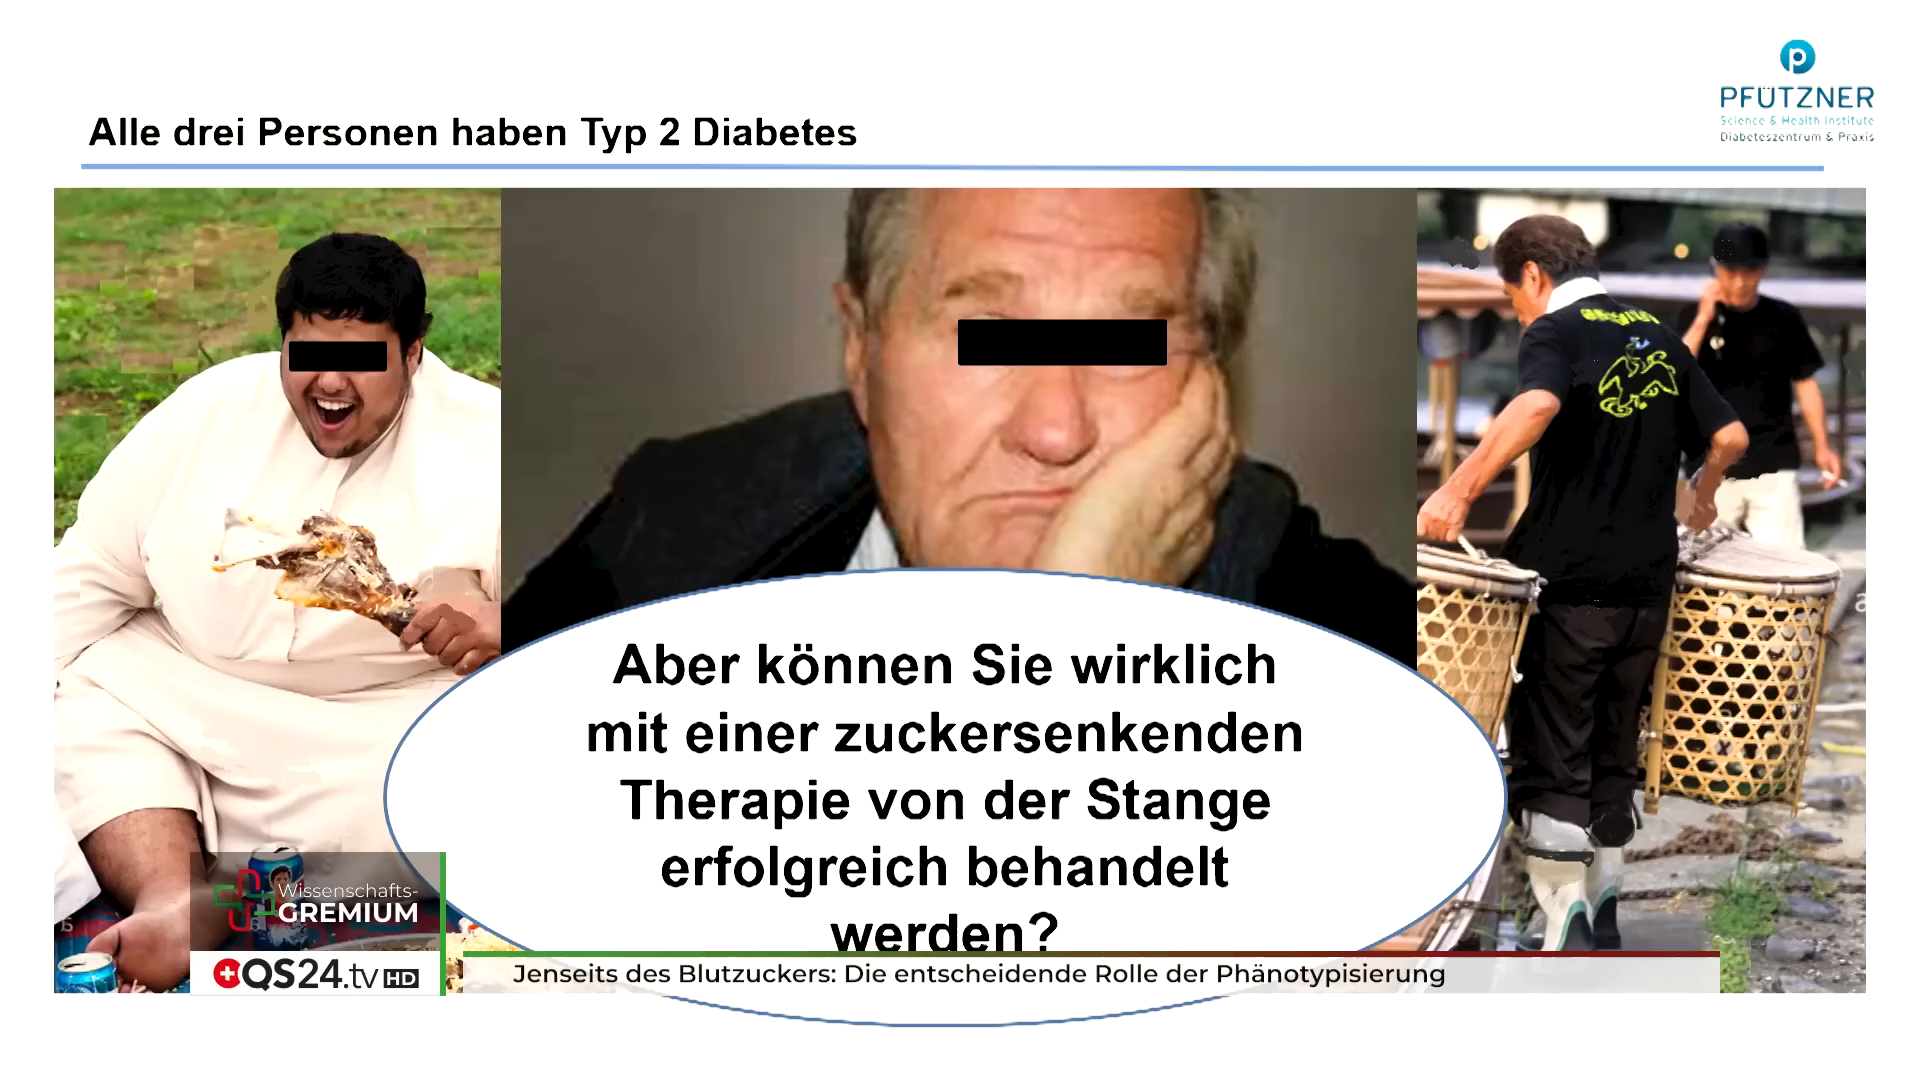 PFÜTZNER
Science & Health Institute
Diabeteszentrum & Praxis
Alle drei Personen haben Typ 2 Diabetes
Aber können Sie wirklich
mit einer zuckersenkenden
Therapie von der Stange
erfolgreich behandelt
werden?
Wissenschafts-
GREMIUM
QS24.tv HD
Jenseits des Blutzuckers: Die entscheidende Rolle der Phänotypisierung